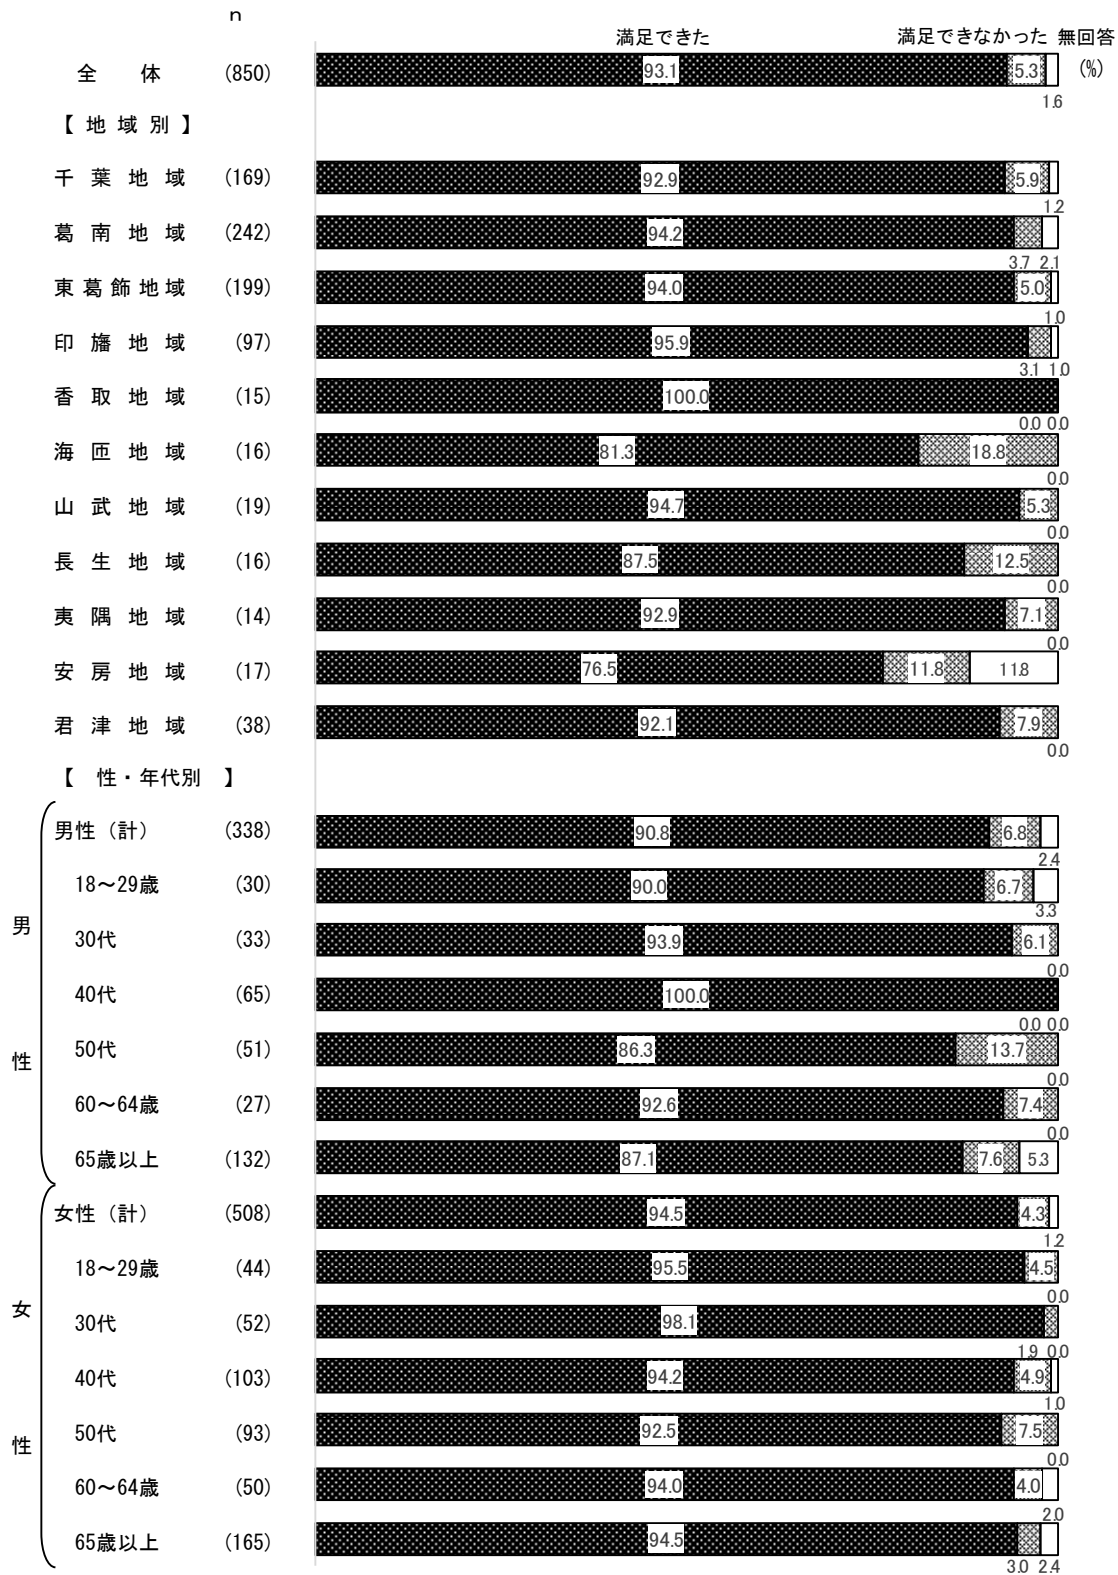 n
満足できた 満足できなかった 無回答
全 体 (850) 93.1 5.3 (%)
1.6
【 地 域 別 】
千 葉 地 域 (169) 92.9 5.9
1.2
葛 南 地 域 (242) 94.2
3.7 2.1
東 葛 飾 地 域 (199) 94.0 5.0
1.0
印 旛 地 域 (97) 95.9
3.1 1.0
香 取 地 域 (15) 100.0
0.0 0.0
海 匝 地 域 (16) 81.3 18.8
0.0
山 武 地 域 (19) 94.7 5.3
0.0
長 生 地 域 (16) 87.5 12.5
0.0
夷 隅 地 域 (14) 92.9 7.1
0.0
安 房 地 域 (17) 76.5 11.8 11.8
君 津 地 域 (38) 92.1 7.9
0.0
【 性・年代別 】
男性（計） (338) 90.8 6.8
2.4
18～29歳 (30) 90.0 6.7
3.3
男
30代 (33) 93.9 6.1
0.0
40代 (65) 100.0
0.0 0.0
性
50代 (51) 86.3 13.7
0.0
60～64歳 (27) 92.6 7.4
0.0
65歳以上 (132) 87.1 7.6 5.3
女性（計） (508) 94.5 4.3
1.2
18～29歳 (44) 95.5 4.5
0.0
女
30代 (52) 98.1
1.9 0.0
40代 (103) 94.2 4.9
1.0
性
50代 (93) 92.5 7.5
0.0
60～64歳 (50) 94.0 4.0
2.0
65歳以上 (165) 94.5
3.0 2.4